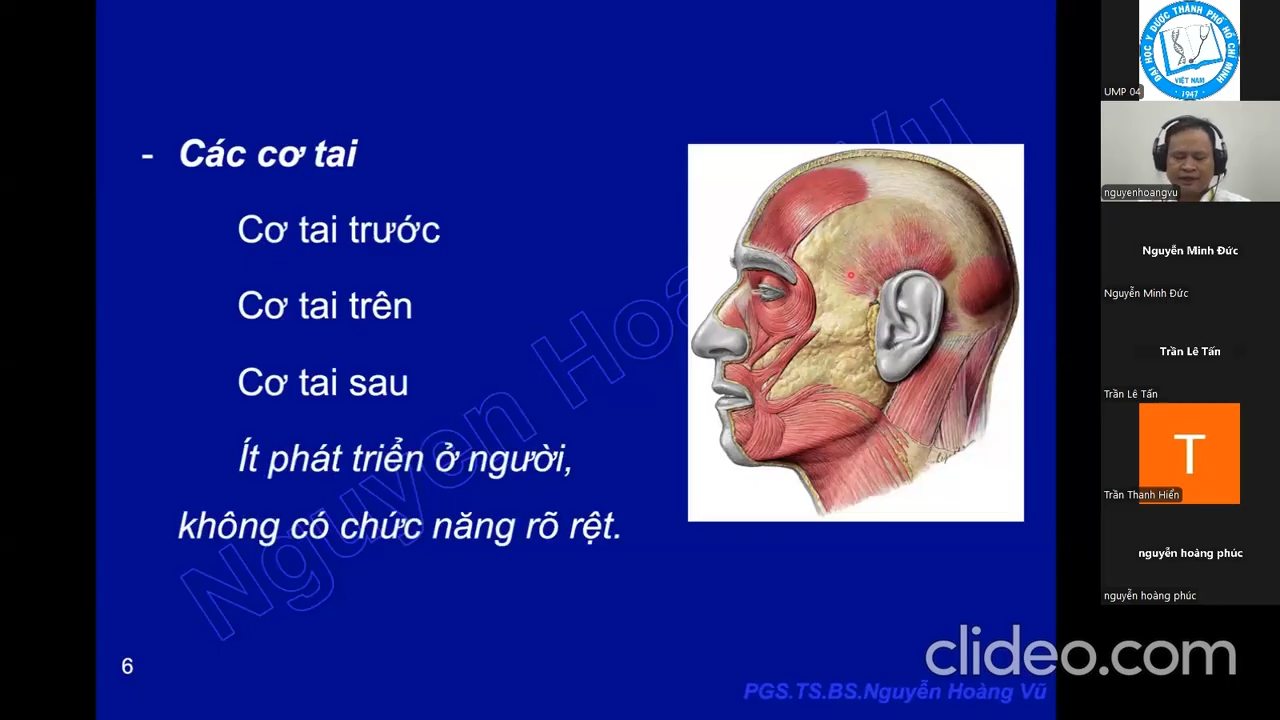 - Các cơ tai
Cơ tai trước
Cơ tai trên
Cơ tai sau
Ít phát triển ở người,
không có chức năng rõ rệt.
Nguyen Hoang Vu
6
PGS.TS.BS.Nguyễn Hoàng Vũ
clideo.com
ĐẠI HỌC Y DƯỢC THÀNH PHỐ HỒ CHÍ MINH
VIỆT NAM
1947
UMP 04
nguyenhoangvu
Nguyễn Minh Đức
Nguyễn Minh Đức
Trần Lê Tấn
Trần Lê Tấn
T
Trần Thanh Hiển
nguyễn hoàng phúc
nguyễn hoàng phúc